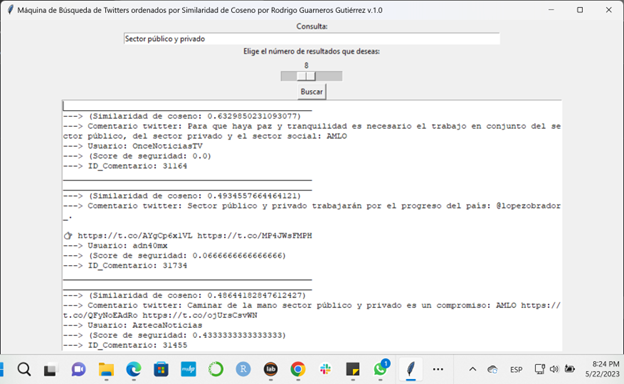 Máquina de Búsqueda de Twitters ordenados por Similaridad de Coseno por Rodrigo Guameros Gutiérrez v.1.0
Consulta:
Sector público y privado
Elige el número de resultados que deseas:
8
Buscar
---> (Similaridad de coseno: 0.6329850231093077)
---> Comentario twitter: Para que haya paz y tranquilidad es necesario el trabajo en conjunto del se
ctor público, del sector privado y el sector social: AMLO
---> Usuario: OnceNoticiasTV
---> (Score de seguridad: 0.0)
---> ID_Comentario: 31164
---> (Similaridad de coseno: 0.4934557664464121)
---> Comentario twitter: Sector público y privado trabajarán por el progreso del país: @lopezobrador
_.
https://t.co/AYgCp6x1VL https://t.co/MP4JWsFMPH
---> Usuario: adn40mx
---> (Score de seguridad: 0.0666666666666666)
---> ID_Comentario: 31734
---> (Similaridad de coseno: 0.48644182847612427)
---> Comentario twitter: Caminar de la mano sector público y privado es un compromiso: AMLO https://
t.co/QFyNoEAdRo https://t.co/ojUrsCsvWN
---> Usuario: AztecaNoticias
---> (Score de seguridad: 0.4333333333333333)
---> ID_Comentario: 31455
R
lab
1
ESP
8:24 PM
5/22/2023